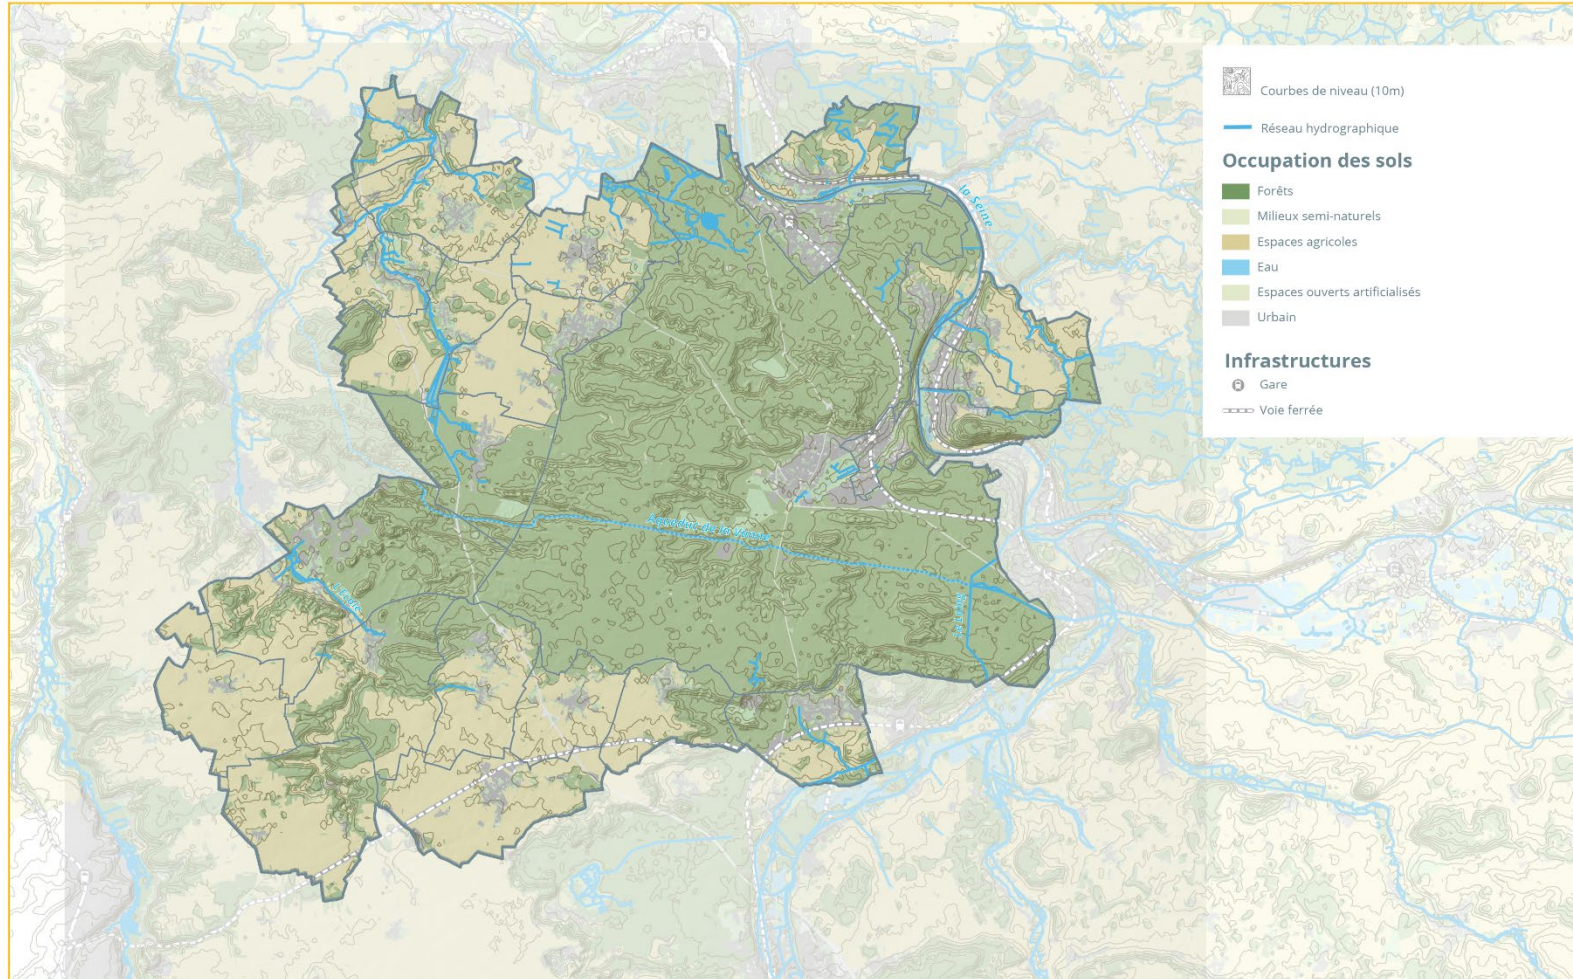 Courbes de niveau (10m)
Réseau hydrographique
Occupation des sols
Forêts
Milieux semi-naturels
Espaces agricoles
Eau
Espaces ouverts artificialisés
Urbain
Infrastructures
Gare
Voie ferrée
la Seine
Aqueduc de la Vanne